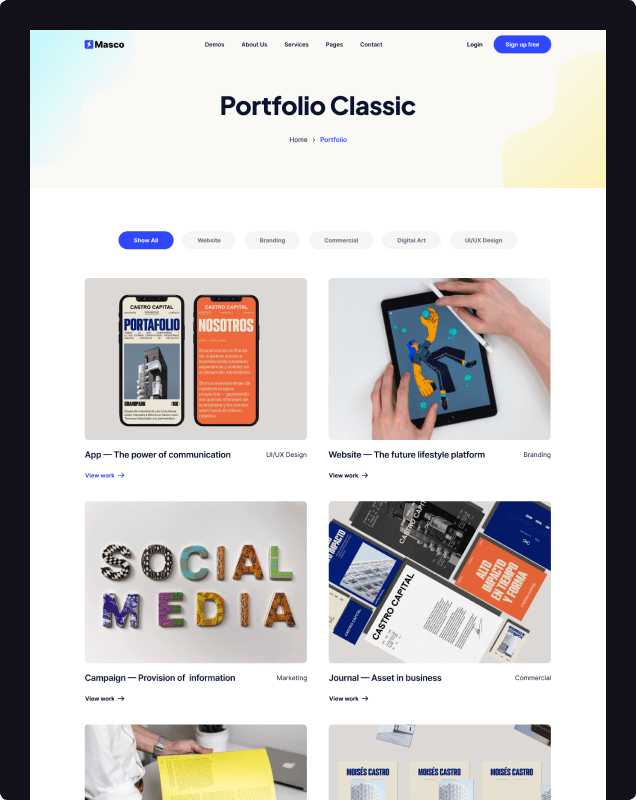 Masco
Demos About Us Services Pages Contact Login Sign up free
Portfolio Classic
Home › Portfolio
Show All Website Branding Commercial Digital Art UI/UX Design
CASTRO CAPITAL
PORTAFOLIO
GRANDPARK (MX)
CASTRO CAPITAL
NOSOTROS
App — The power of communication UI/UX Design
View work →
Website — The future lifestyle platform Branding
View work →
SOCIAL
MEDIA
Campaign — Provision of information Marketing
View work →
CASTRO CAPITAL
CASTRO CAPITAL
ALTO
IMPACTO
EN TIEMPO
Y FORMA
Journal — Asset in business Commercial
View work →
MOISÉS CASTRO MOISÉS CASTRO MOISÉS CASTRO